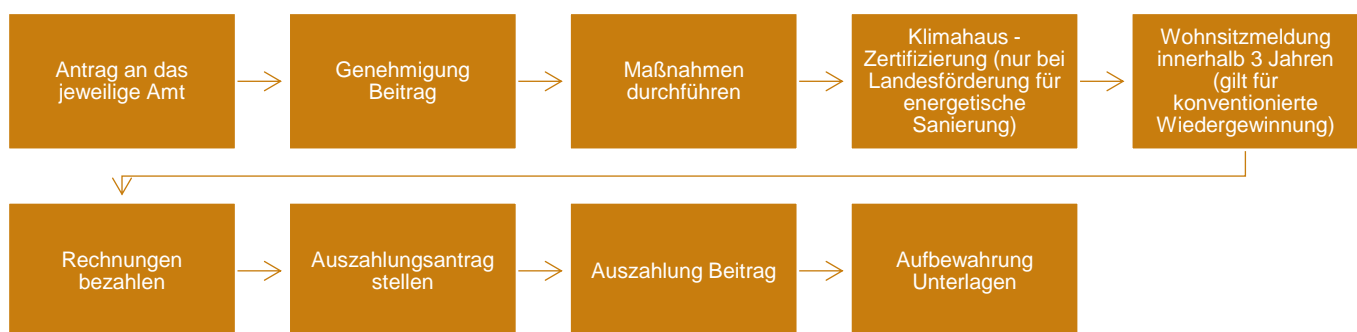 Antrag an das
jeweilige Amt
Genehmigung
Beitrag
Maßnahmen
durchführen
Klimahaus -
Zertifizierung (nur bei
Landesförderung für
energetische
Sanierung)
Wohnsitzmeldung
innerhalb 3 Jahren
(gilt für
konventionierte
Wiedergewinnung)
Rechnungen
bezahlen
Auszahlungsantrag
stellen
Auszahlung Beitrag
Aufbewahrung
Unterlagen